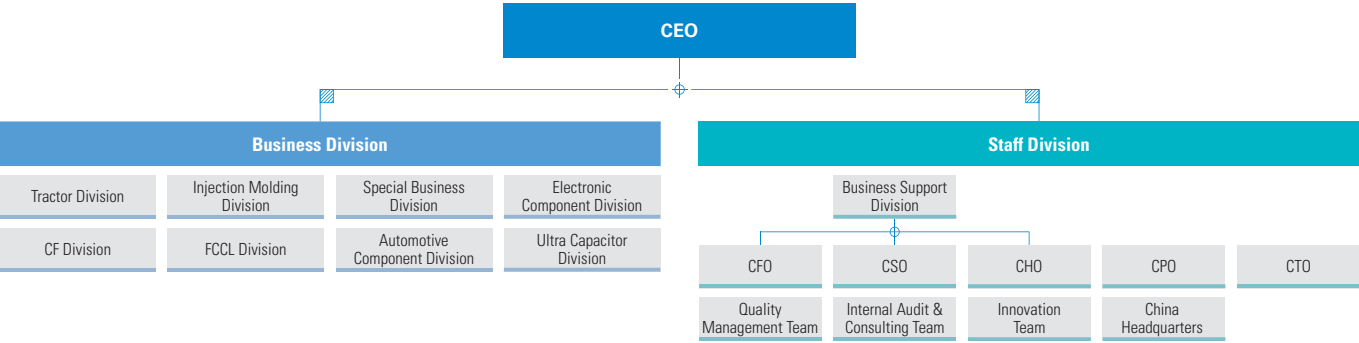 CEO
Business Division
Staff Division
Tractor Division
Injection Molding
Division
Special Business
Division
Electronic
Component Division
CF Division
FCCL Division
Automotive
Component Division
Ultra Capacitor
Division
Business Support
Division
CFO
CSO
CHO
CPO
CTO
Quality
Management Team
Internal Audit &
Consulting Team
Innovation
Team
China
Headquarters